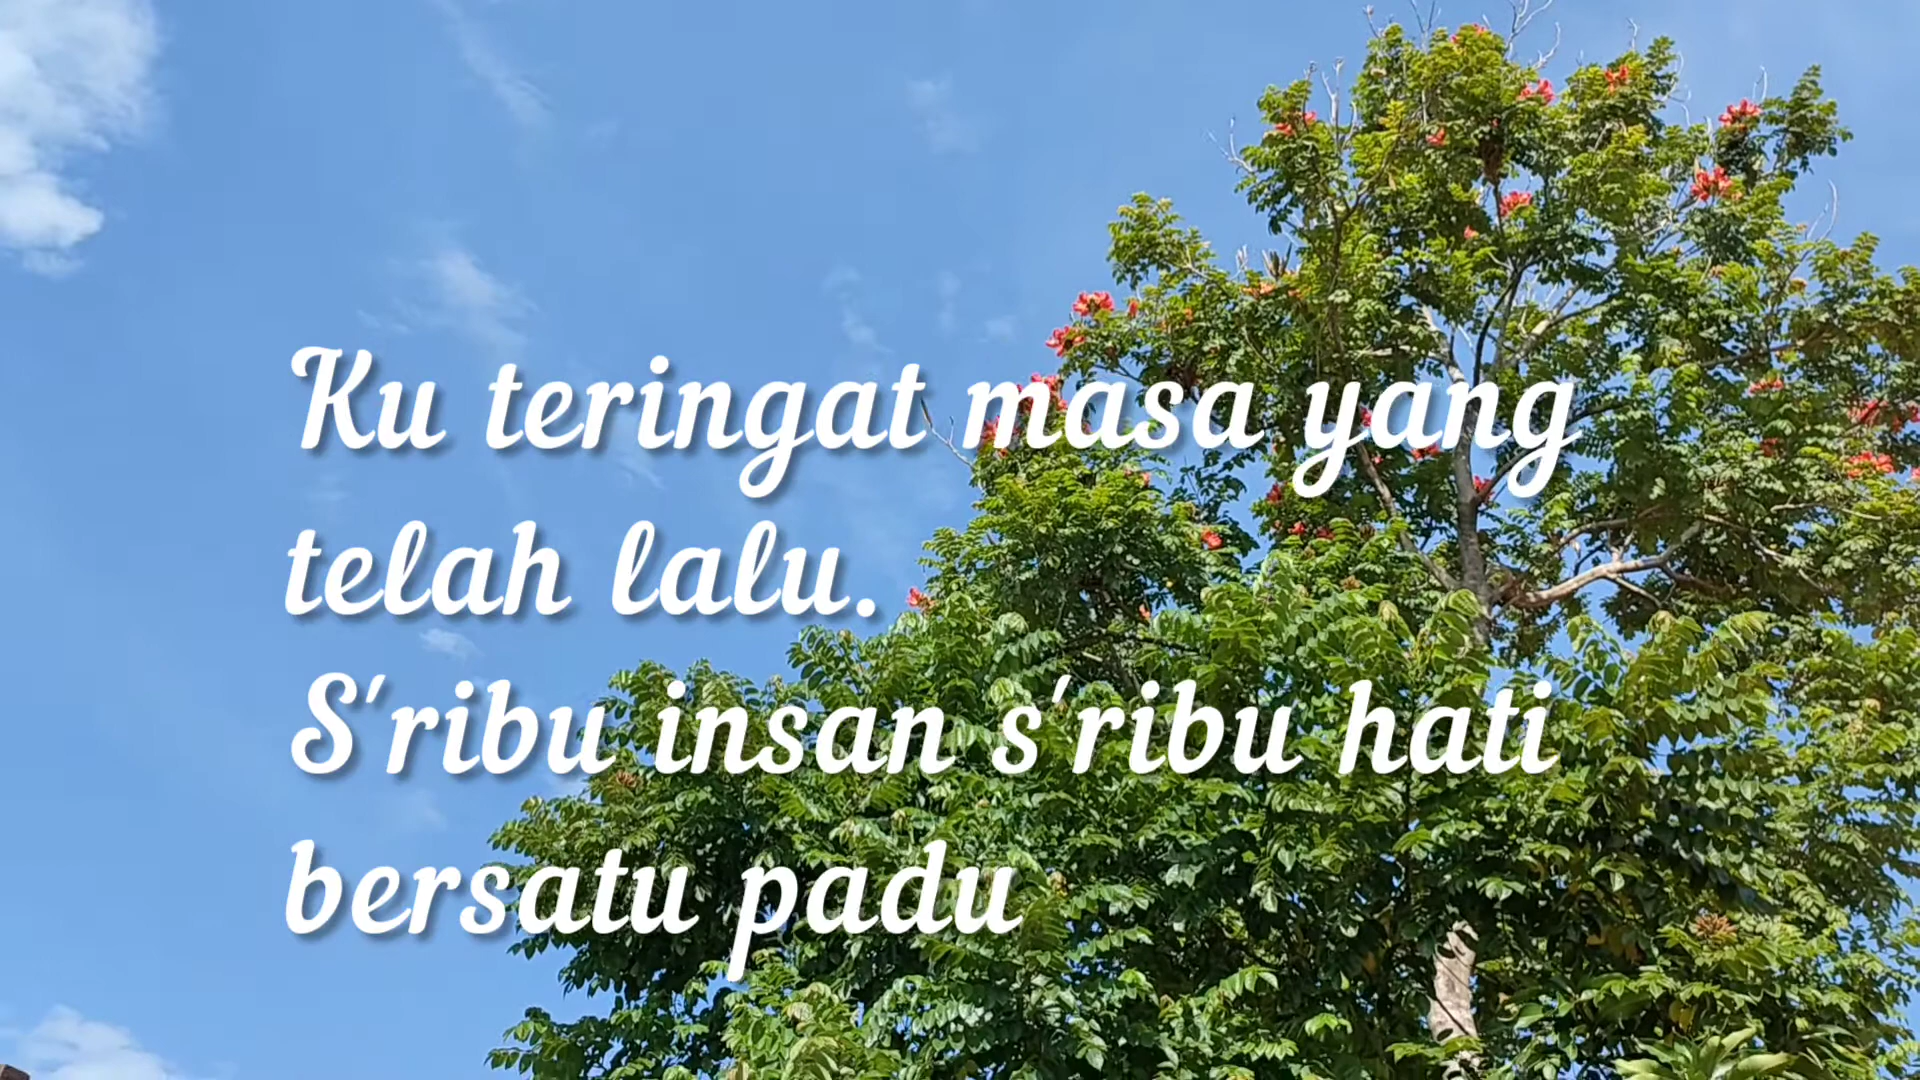 Ku teringat masa yang
telah lalu.
S'ribu insan s'ribu hati
bersatu padu